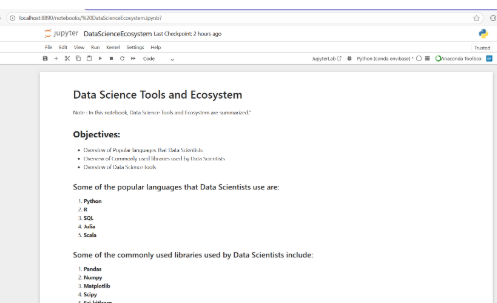 localhost:8890/notebooks/%20DataScienceEcosystem.ipynb/
jupyter DataScienceEcosystem Last Checkpoint: 2 hours ago
File Edit View Run Kernel Settings Help
Trusted
Code
JupyterLab Python [conda env:base] * Anaconda Toolbox
Data Science Tools and Ecosystem
Note: In this notebook, Data Science Tools and Ecosystem are summarized."
Objectives:
Overview of Popular languages that Data Scientists
Overview of Commonly used libraries used by Data Scientists
Overview of Data Science Tools
Some of the popular languages that Data Scientists use are:
1. Python
2. R
3. SQL
4. Julia
5. Scala
Some of the commonly used libraries used by Data Scientists include:
1. Pandas
2. Numpy
3. Matplotlib
4. Scipy